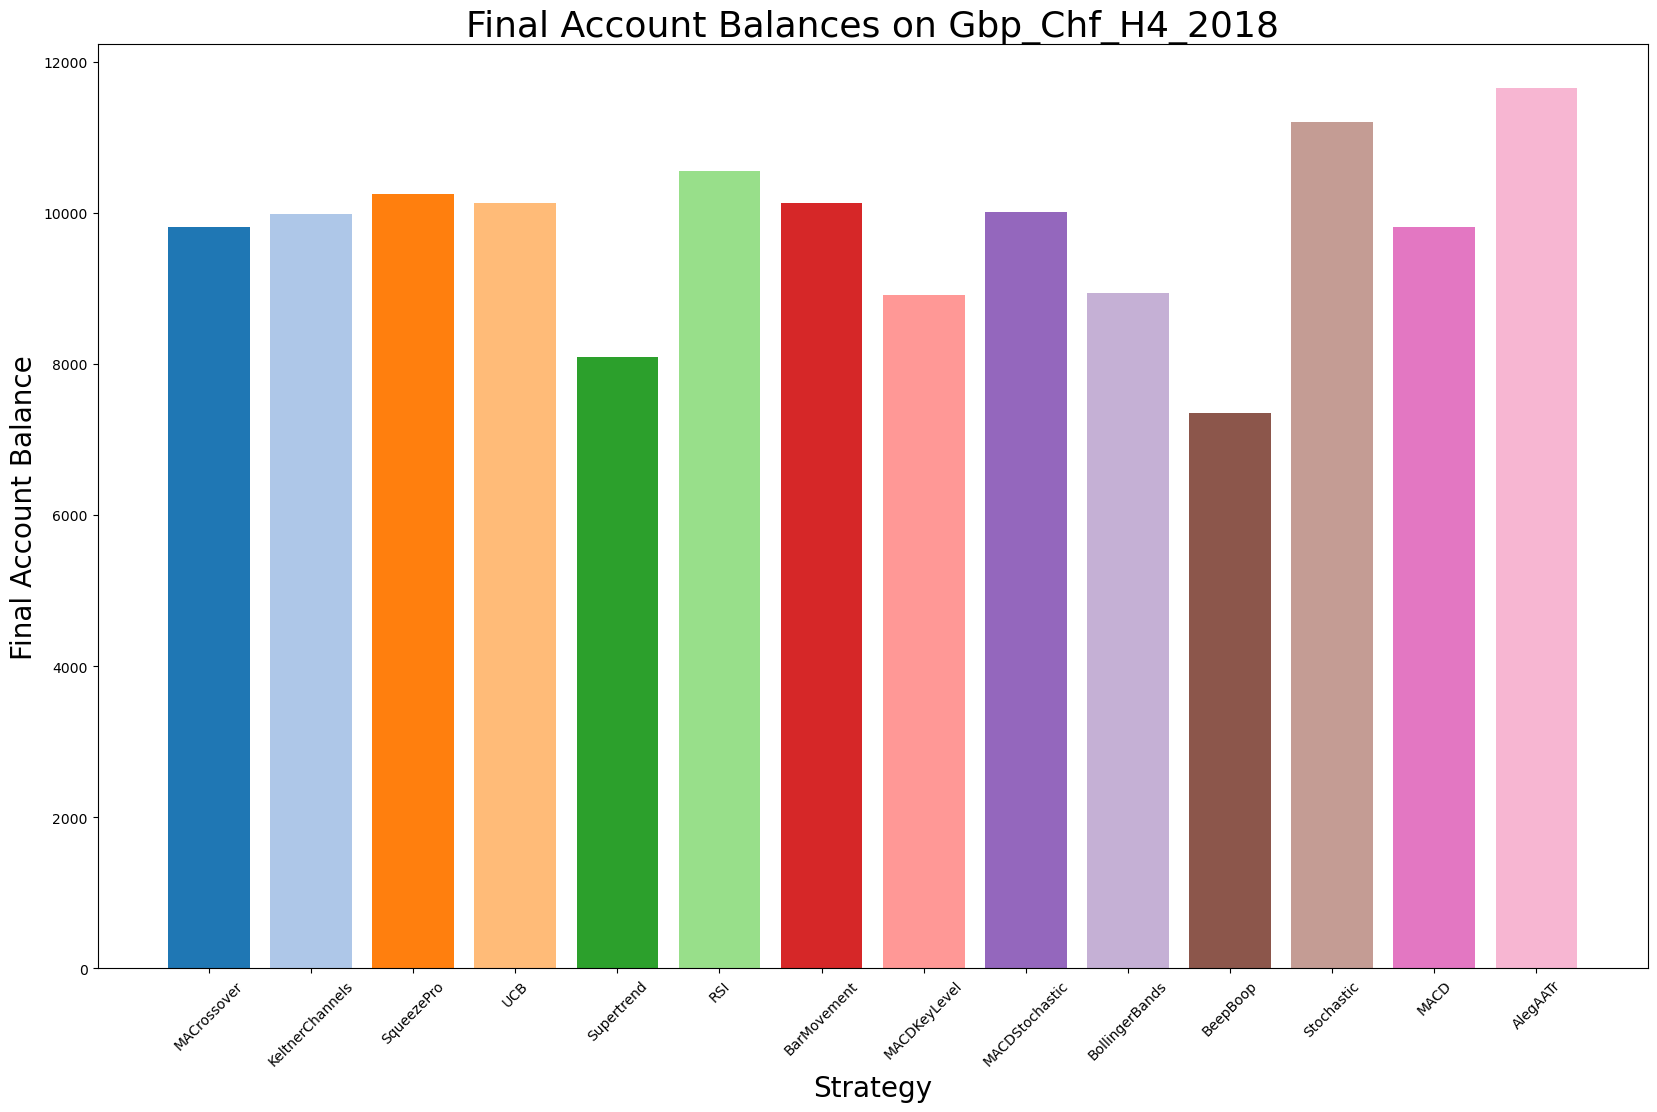 Final Account Balances on Gbp_Chf_H4_2018
Final Account Balance
12000
10000
8000
6000
4000
2000
0
MACrossover
KeltnerChannels
SqueezePro
UCB
Supertrend
RSI
BarMovement
MACDKeyLevel
MACDStochastic
BollingerBands
BeepBoop
Stochastic
MACD
AlegAATr
Strategy